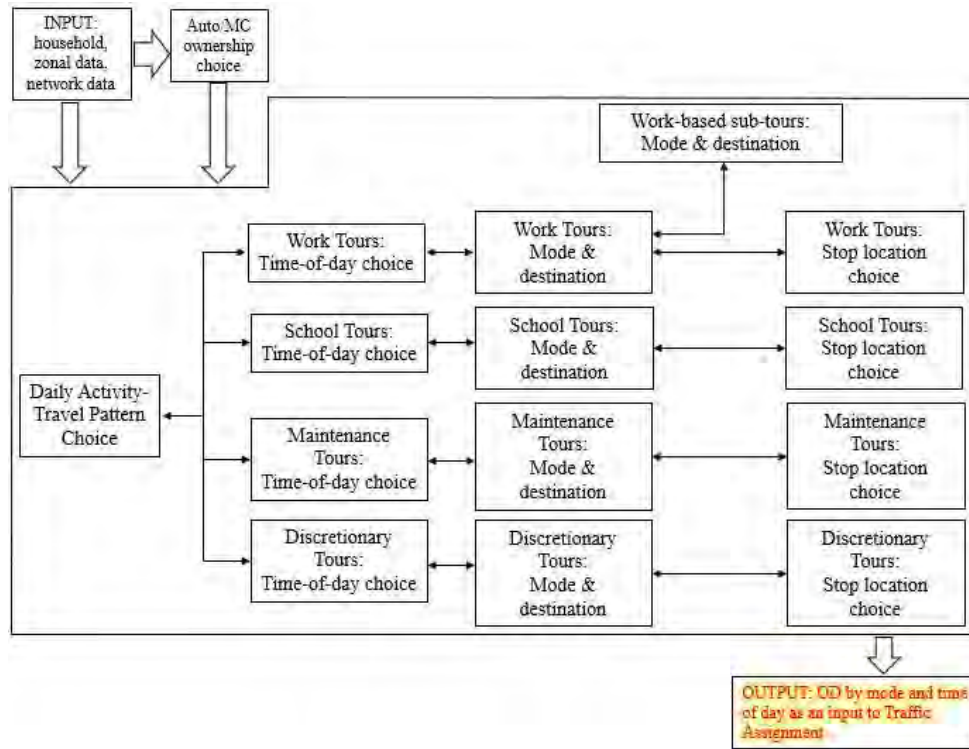 INPUT:
household,
zonal data,
network data
Auto/MC
ownership
choice
Work-based sub-tours:
Mode & destination
Work Tours:
Time-of-day choice
Work Tours:
Mode &
destination
Work Tours:
Stop location
choice
School Tours:
Time-of-day choice
School Tours:
Mode &
destination
School Tours:
Stop location
choice
Daily Activity-
Travel Pattern
Choice
Maintenance
Tours:
Time-of-day choice
Maintenance
Tours:
Mode &
destination
Maintenance
Tours:
Stop location
choice
Discretionary
Tours:
Time-of-day choice
Discretionary
Tours:
Mode &
destination
Discretionary
Tours:
Stop location
choice
OUTPUT: OD by mode and time
of day as an input to Traffic
Assignment